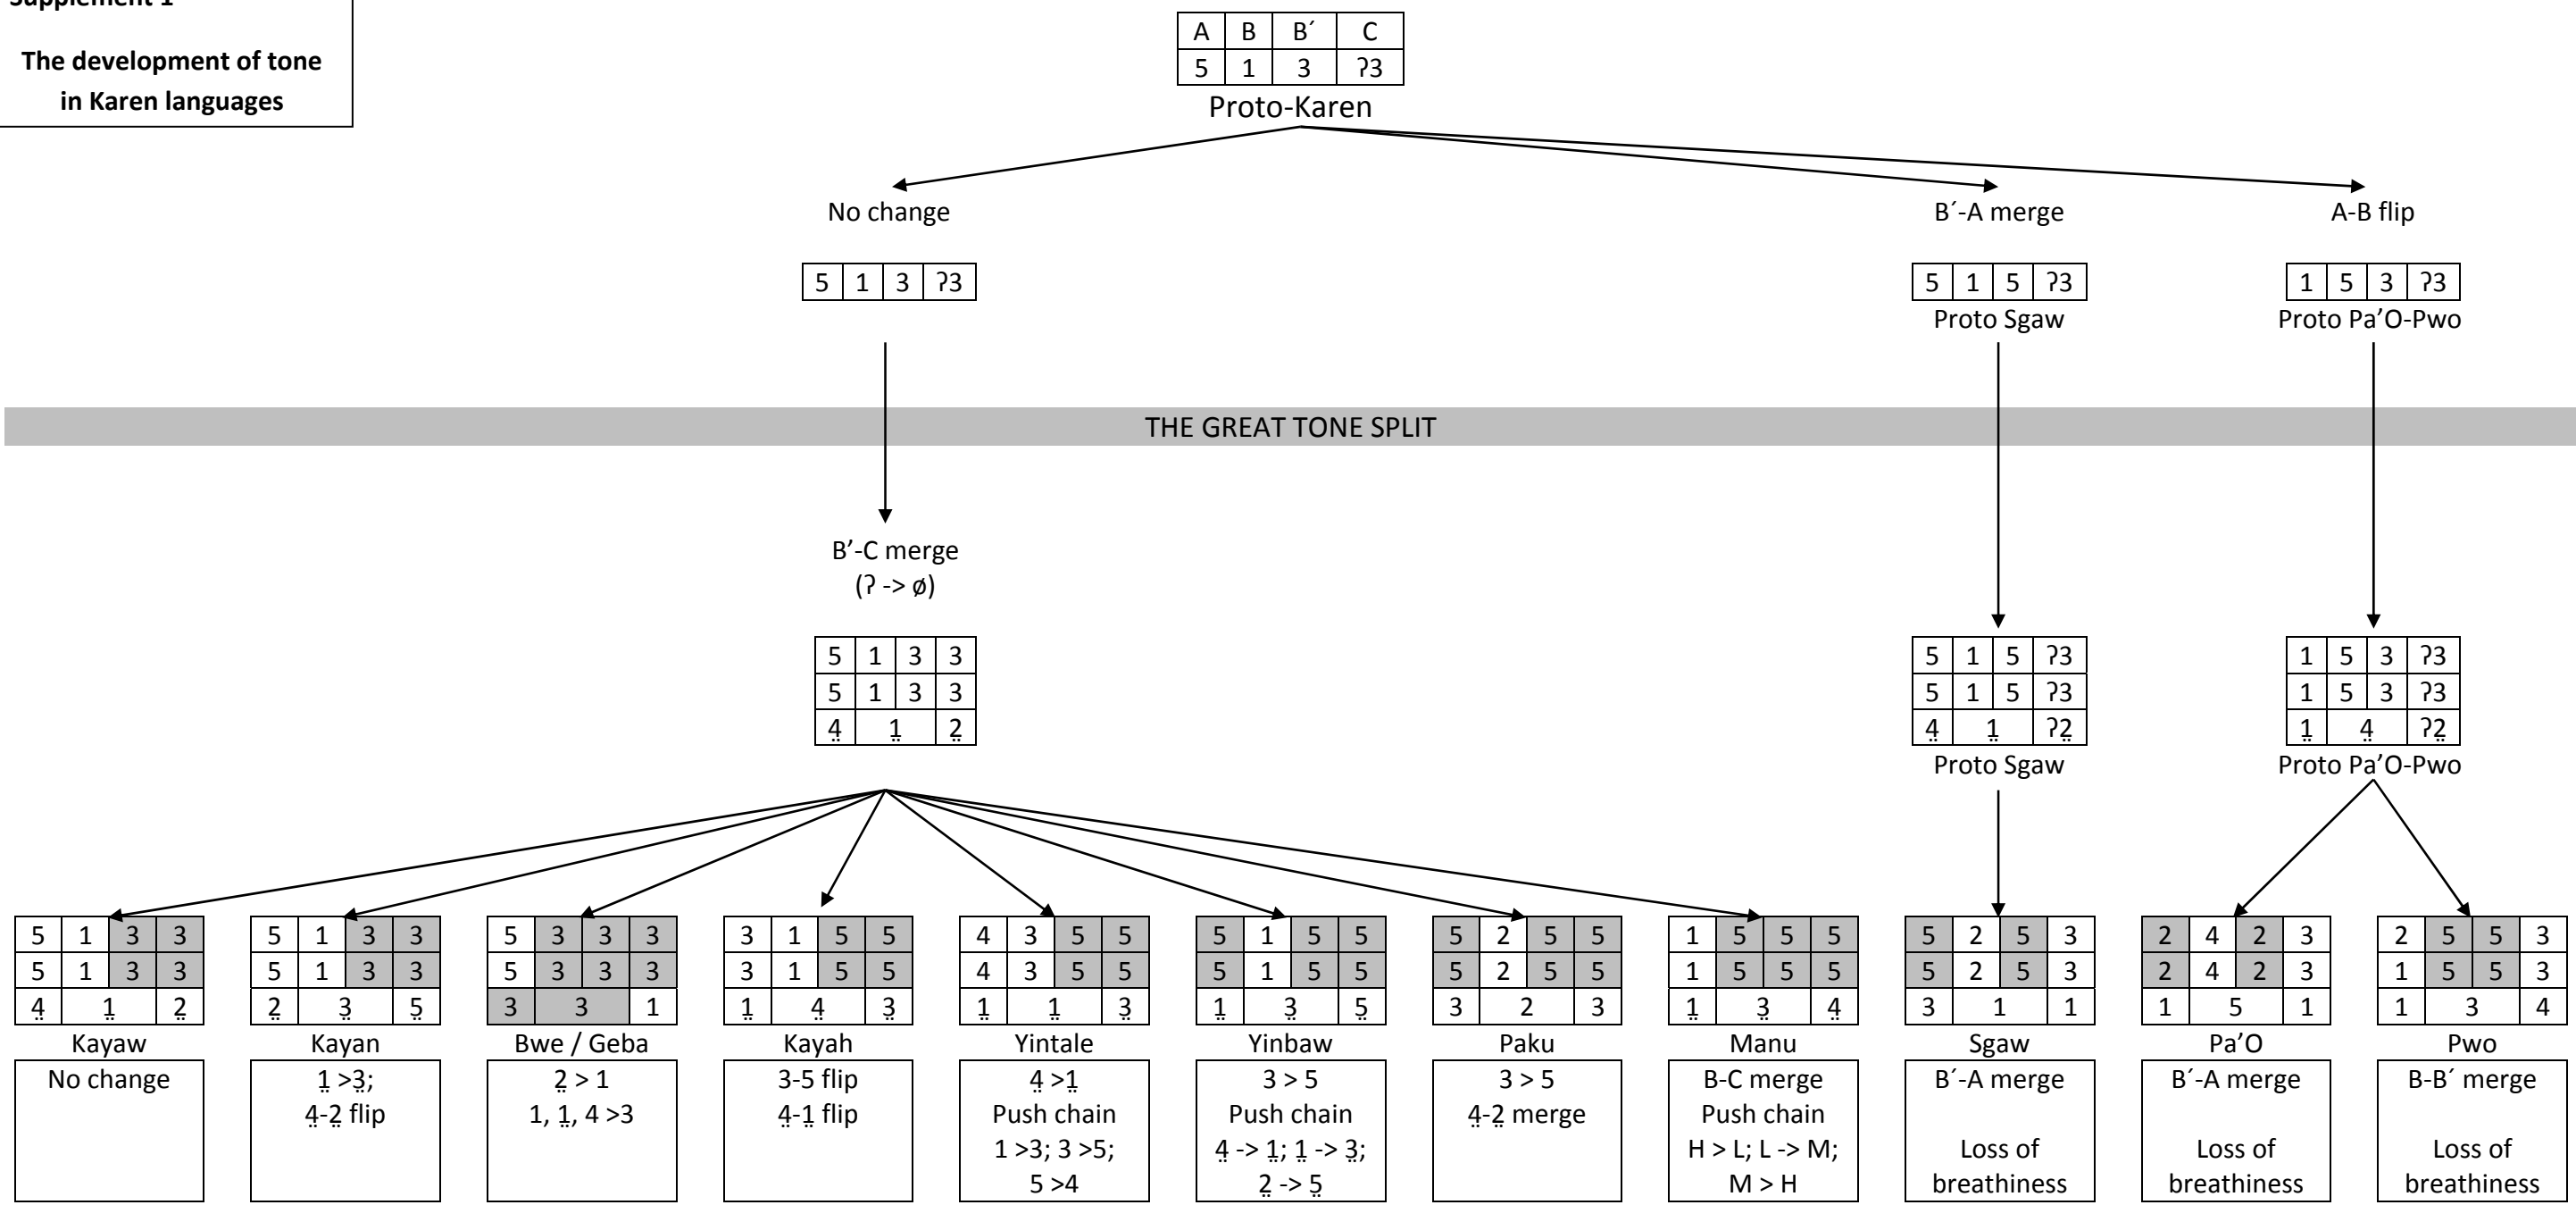 Supplement 1
The development of tone
in Karen languages
A B B´ C
5 1 3 ʔ3
Proto-Karen
No change
B´-A merge
A-B flip
5 1 3 ʔ3
5 1 5 ʔ3
1 5 3 ʔ3
Proto Sgaw
Proto Pa’O-Pwo
THE GREAT TONE SPLIT
B’-C merge
(ʔ -> ø)
5 1 3 3
5 1 3 3
4̤ 1̤ 2̤
5 1 5 ʔ3
5 1 5 ʔ3
4̤ 1̤ ʔ2̤
Proto Sgaw
1 5 3 ʔ3
1 5 3 ʔ3
1̤ 4̤ ʔ2̤
Proto Pa’O-Pwo
5 1 3 3
5 1 3 3
4̤ 1̤ 2̤
Kayaw
No change
5 1 3 3
5 1 3 3
2̤ 3̤ 5̤
Kayan
1̤ >3̤;
4̤-2̤ flip
5 3 3 3
5 3 3 3
3 3 1
Bwe / Geba
2̤ > 1
1, 1̤, 4 >3
3 1 5 5
3 1 5 5
1̤ 4̤ 3̤
Kayah
3-5 flip
4̤-1̤ flip
4 3 5 5
4 3 5 5
1̤ 1̤ 3̤
Yintale
4̤ >1̤
Push chain
1 >3; 3 >5;
5 >4
5 1 5 5
5 1 5 5
1̤ 3̤ 5̤
Yinbaw
3 > 5
Push chain
4̤ -> 1̤; 1̤ -> 3̤;
2̤ -> 5̤
5 2 5 5
5 2 5 5
3 2 3
Paku
3 > 5
4̤-2̤ merge
1 5 5 5
1 5 5 5
1̤ 3̤ 4̤
Manu
B-C merge
Push chain
H > L; L -> M;
M > H
5 2 5 3
5 2 5 3
3 1 1
Sgaw
B´-A merge
Loss of
breathiness
2 4 2 3
2 4 2 3
1 5 1
Pa’O
B´-A merge
Loss of
breathiness
2 5 5 3
1 5 5 3
1 3 4
Pwo
B-B´ merge
Loss of
breathiness